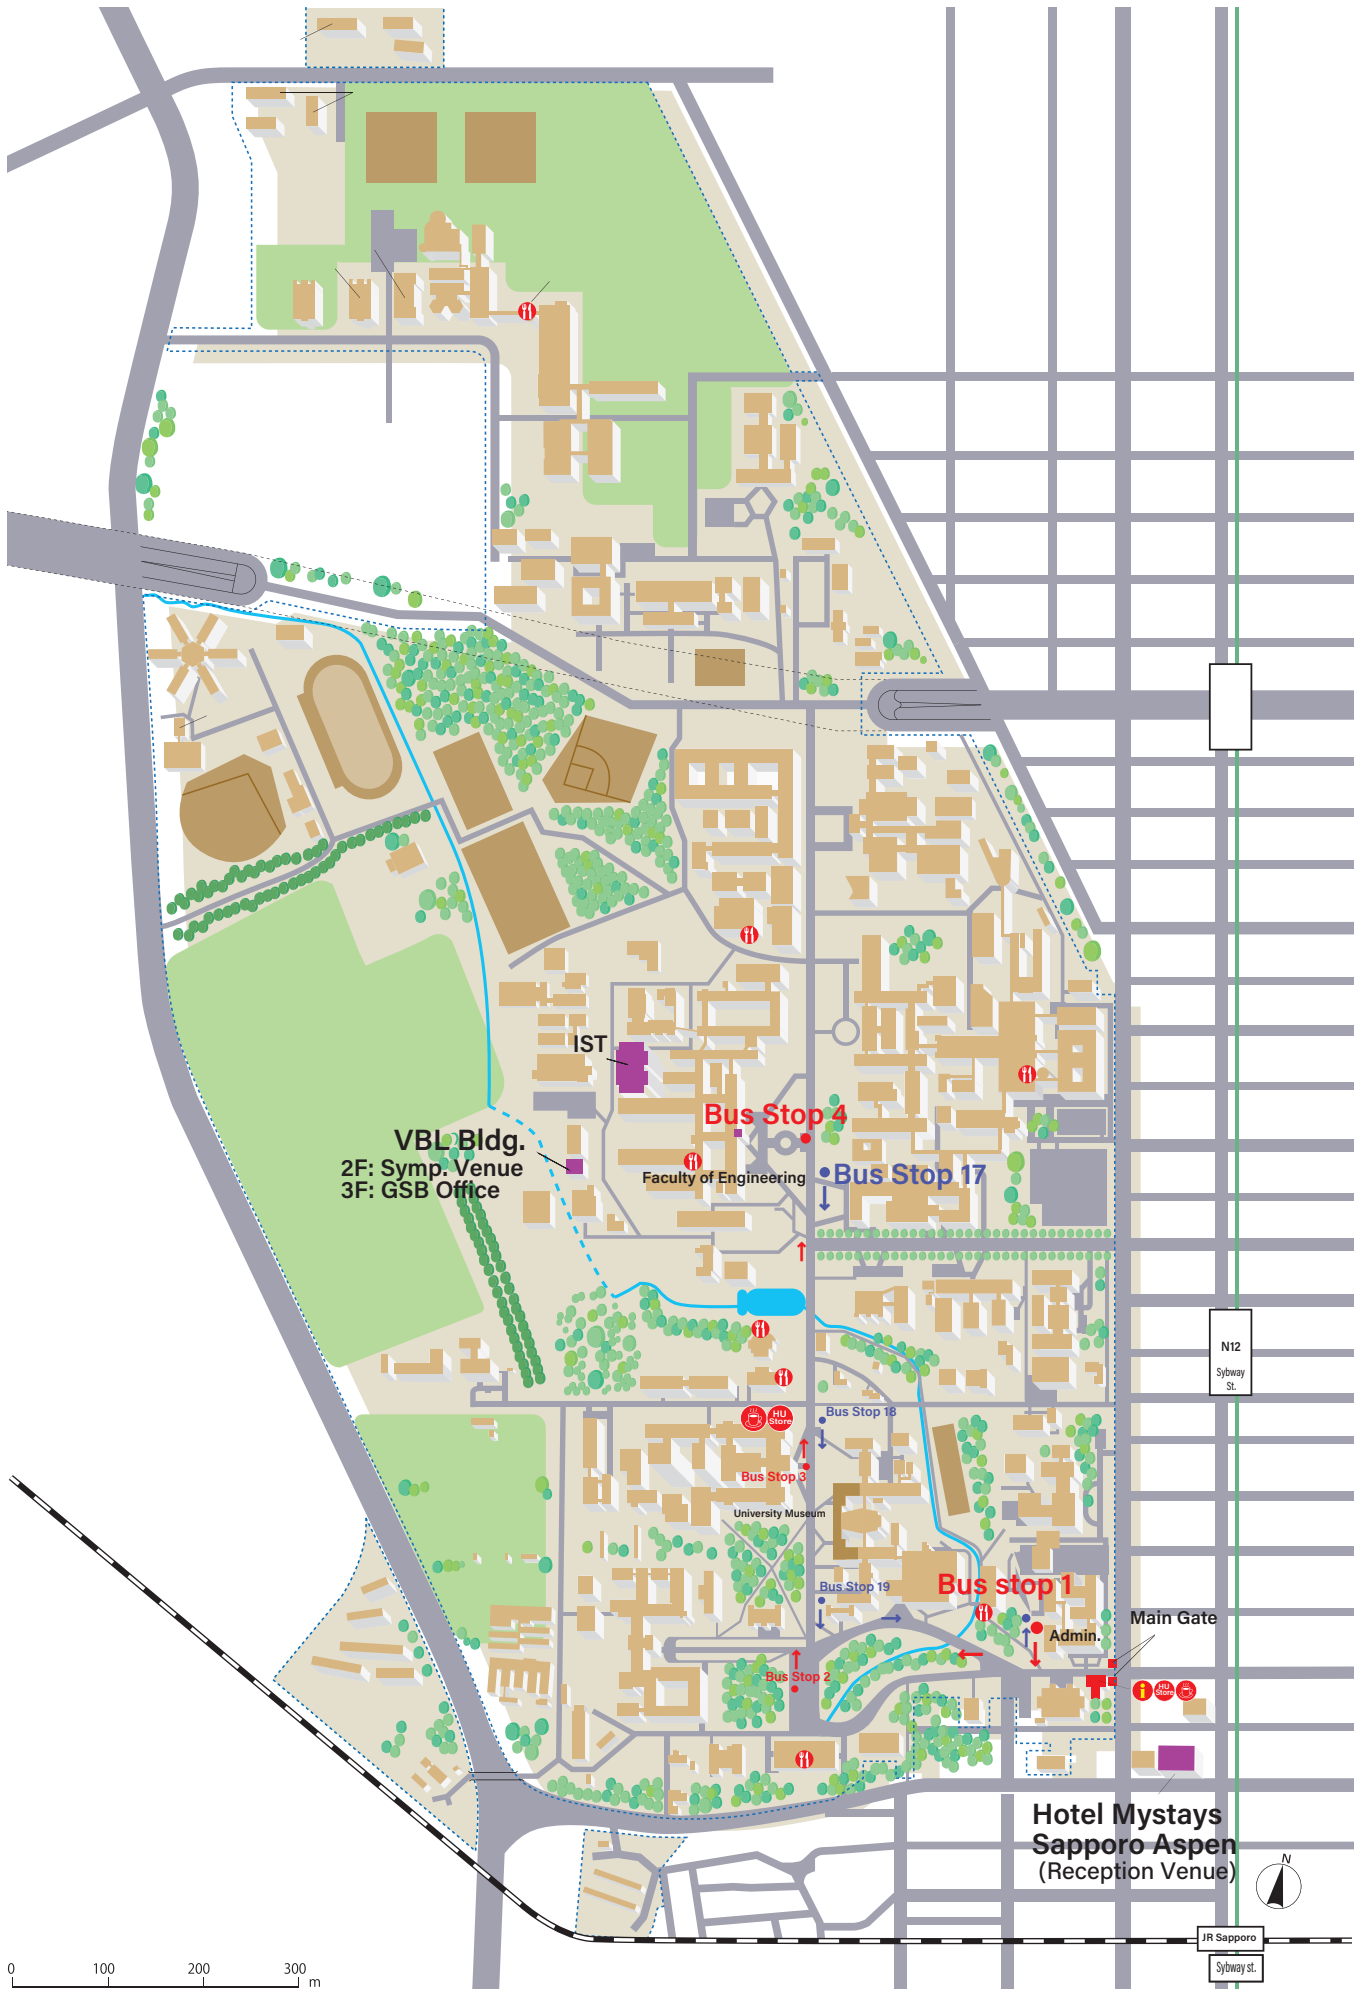 IST
Bus Stop 4
VBL Bldg.
2F: Symp. Venue
3F: GSB Office
Faculty of Engineering
Bus Stop 17
N12
Sybway
St.
Bus Stop 18
HU
Store
Bus Stop 3
University Museum
Bus Stop 19
Bus stop 1
Main Gate
Admin.
Bus Stop 2
i
HU
Store
Hotel Mystays
Sapporo Aspen
(Reception Venue)
N
JR Sapporo
Sybway st.
0 100 200 300 m